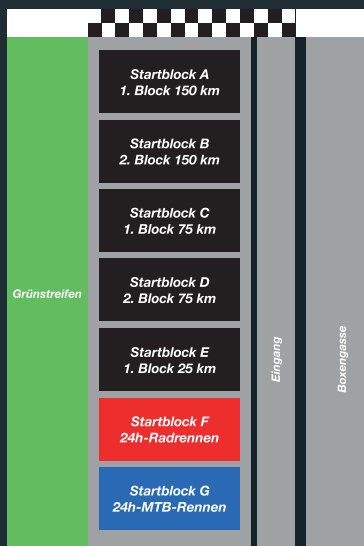 Startblock A
1. Block 150 km
Startblock B
2. Block 150 km
Startblock C
1. Block 75 km
Startblock D
2. Block 75 km
Grünstreifen
Startblock E
1. Block 25 km
Eingang
Boxengasse
Startblock F
24h-Radrennen
Startblock G
24h-MTB-Rennen